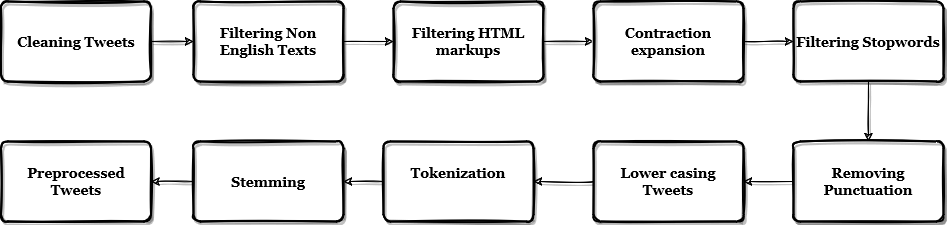 Cleaning Tweets
Filtering Non
English Texts
Filtering HTML
markups
Contraction
expansion
Filtering Stopwords
Removing
Punctuation
Lower casing
Tweets
Tokenization
Stemming
Preprocessed
Tweets